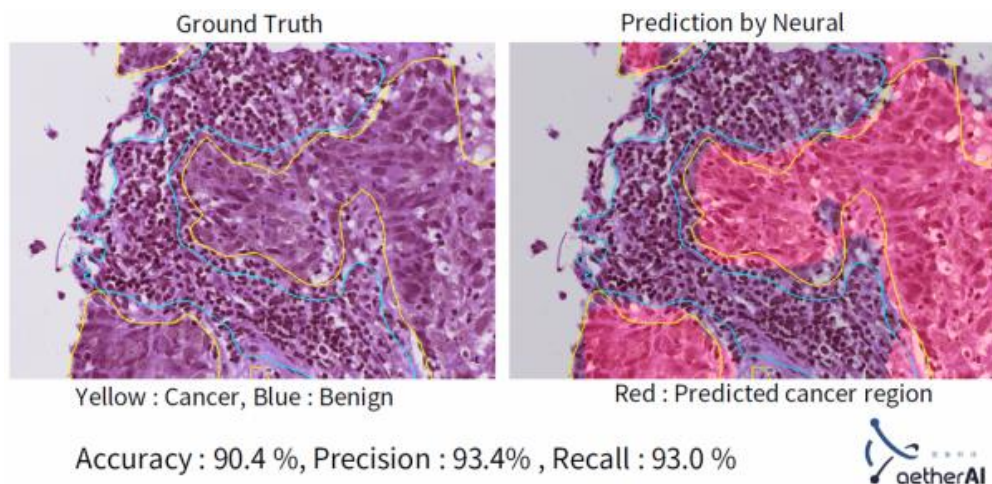 Ground Truth
Prediction by Neural
Yellow : Cancer, Blue : Benign
Red : Predicted cancer region
Accuracy : 90.4 %, Precision : 93.4% , Recall : 93.0 %
aetherAI